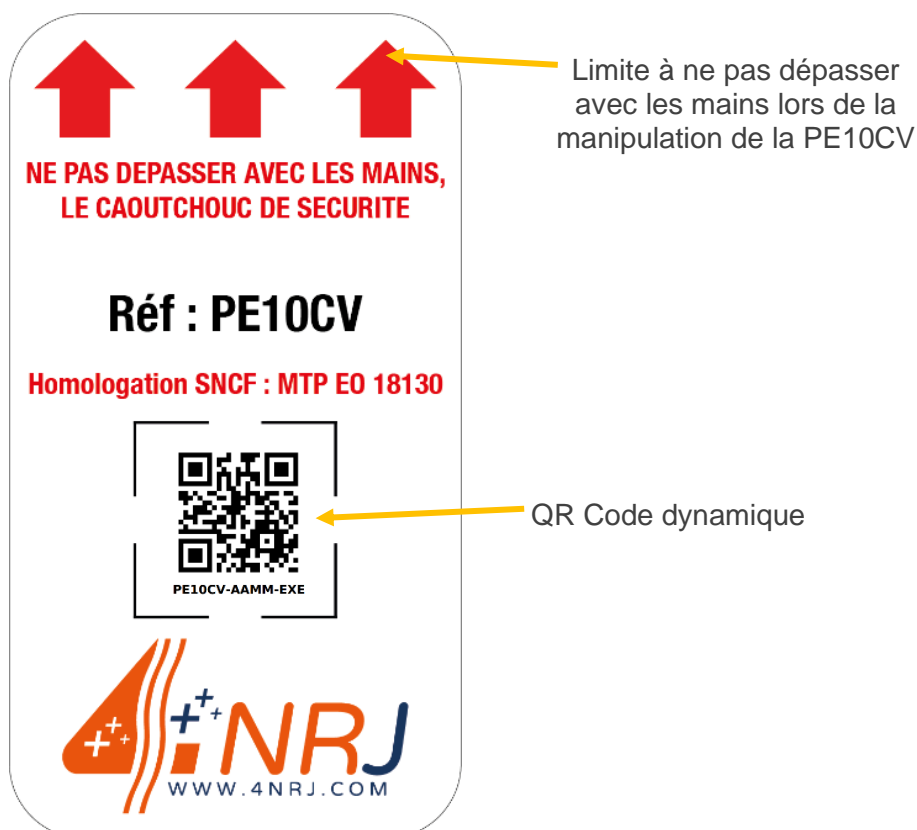 Limite à ne pas dépasser
avec les mains lors de la
manipulation de la PE10CV
NE PAS DEPASSER AVEC LES MAINS,
LE CAOUTCHOUC DE SECURITE
Réf : PE10CV
Homologation SNCF : MTP EO 18130
QR Code dynamique
PE10CV-AAMM-EXE
4NRJ
WWW.4NRJ.COM